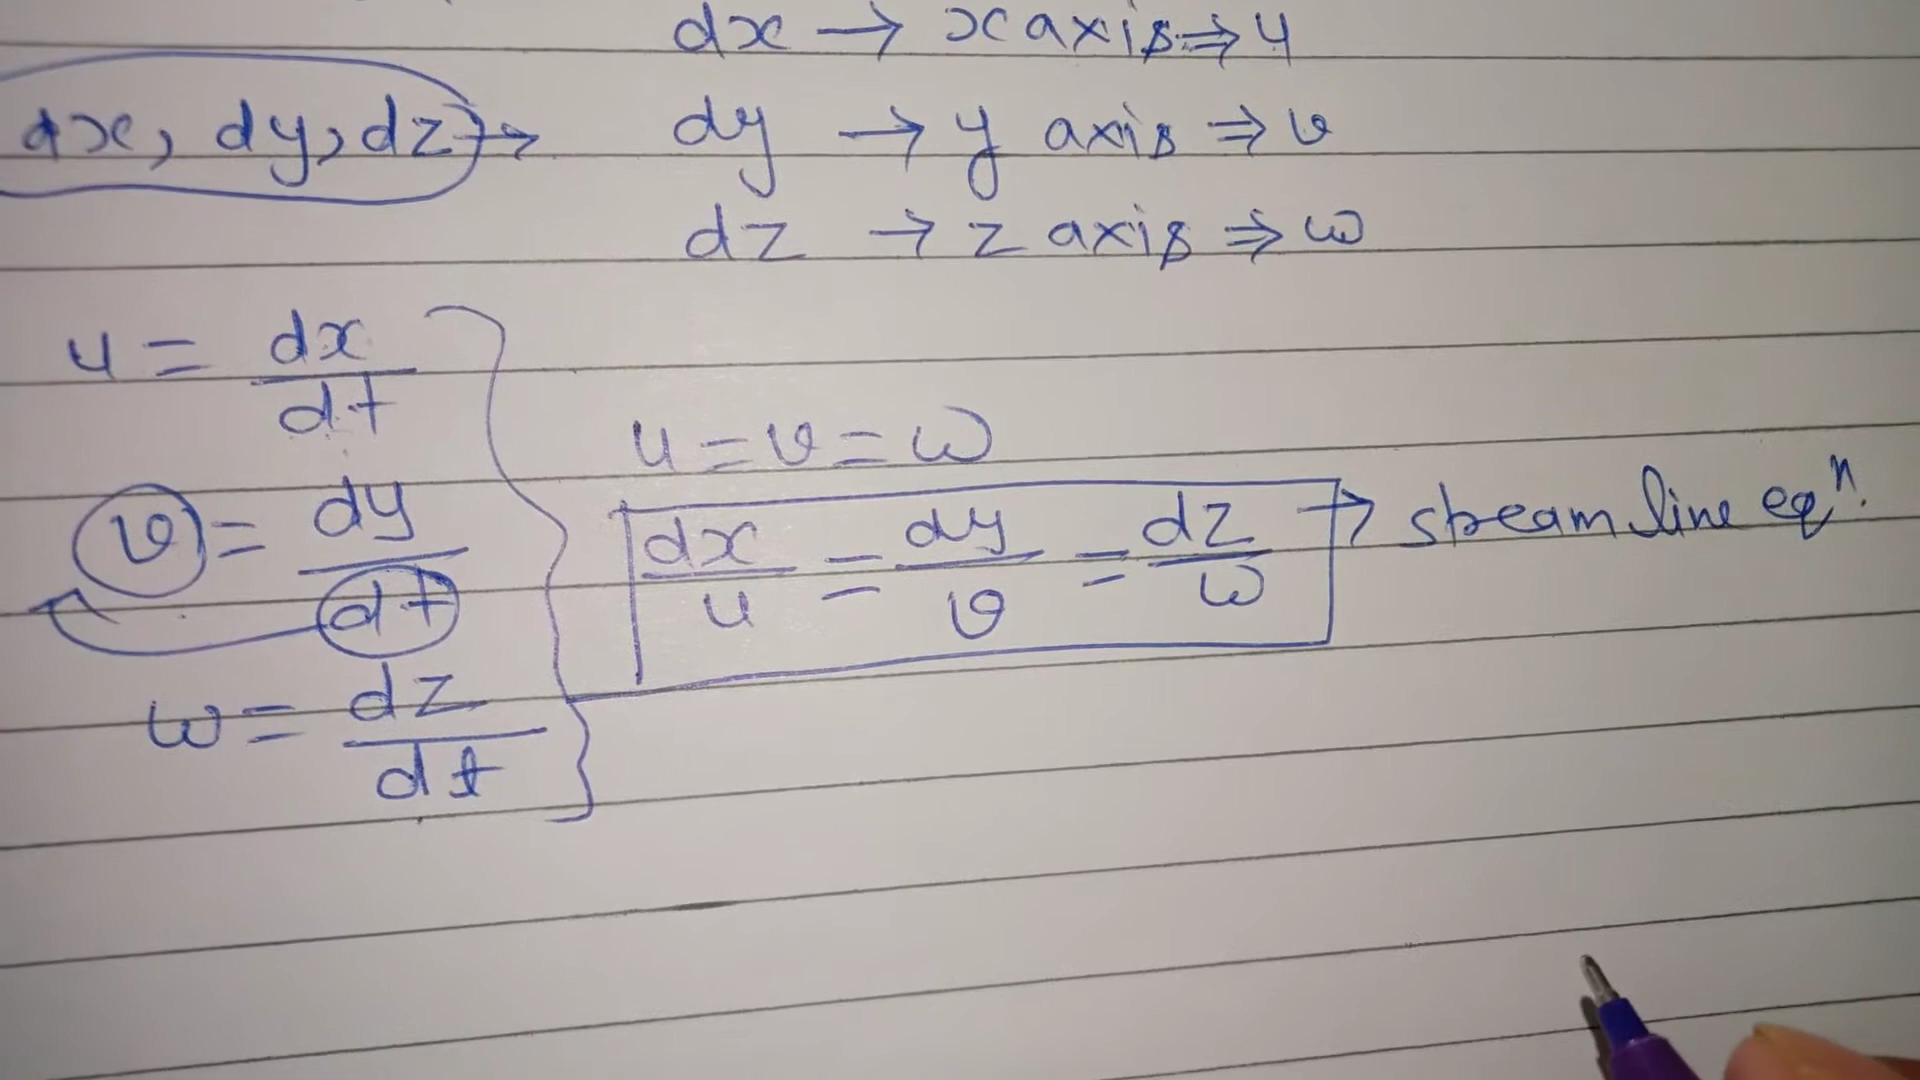 dx → x axis ⇒ u
dx, dy, dz → dy → y axis ⇒ v
dz → z axis ⇒ w
u = dx/dt
u = v = w
v = dy/dt
dx/u = dy/v = dz/w → stream line eqⁿ.
w = dz/dt